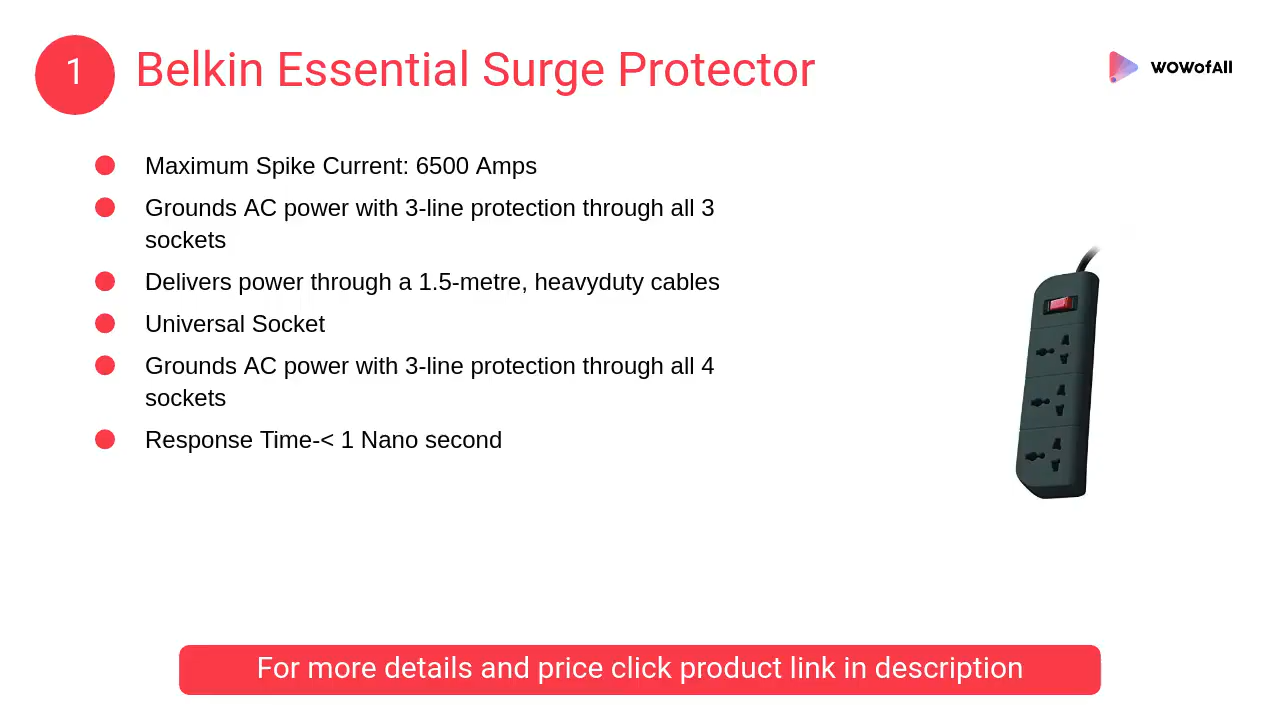 1
Belkin Essential Surge Protector
WOWofAll
Maximum Spike Current: 6500 Amps
Grounds AC power with 3-line protection through all 3
sockets
Delivers power through a 1.5-metre, heavyduty cables
Universal Socket
Grounds AC power with 3-line protection through all 4
sockets
Response Time-< 1 Nano second
For more details and price click product link in description